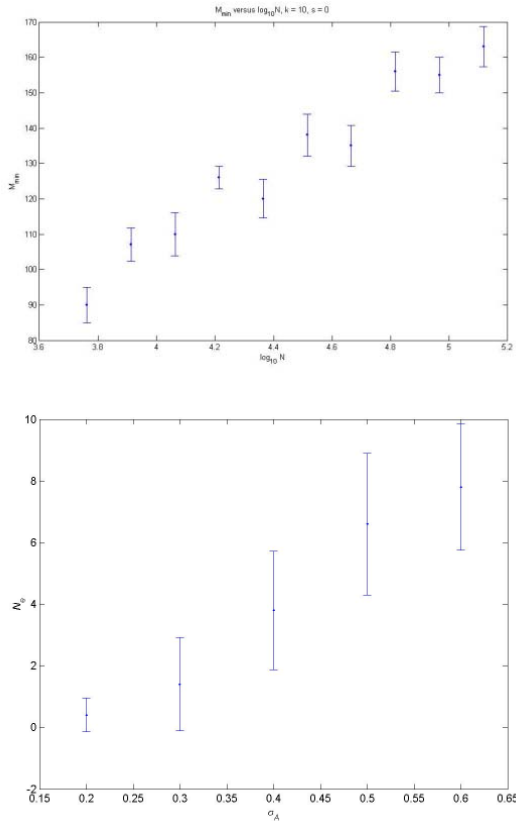 M_min versus log_10 N, k = 10, s = 0
170
160
150
140
130
120
110
100
90
80
M_min
3.6 3.8 4 4.2 4.4 4.6 4.8 5 5.2
log_10 N
10
8
6
4
2
0
-2
N_e
0.15 0.2 0.25 0.3 0.35 0.4 0.45 0.5 0.55 0.6 0.65
σ_A